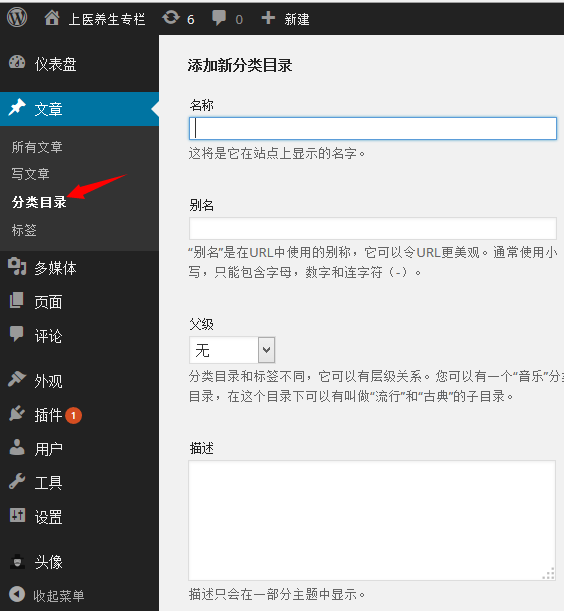 上医养生专栏 6 0 新建
仪表盘
文章
所有文章
写文章
分类目录
标签
多媒体
页面
评论
外观
插件 1
用户
工具
设置
头像
收起菜单
添加新分类目录
名称
这将是它在站点上显示的名字。
别名
“别名”是在URL中使用的别称，它可以令URL更美观。通常使用小
写，只能包含字母，数字和连字符（-）。
父级
无
分类目录和标签不同，它可以有层级关系。您可以有一个“音乐”分类
目录，在这个目录下可以有叫做“流行”和“古典”的子目录。
描述
描述只会在一部分主题中显示。